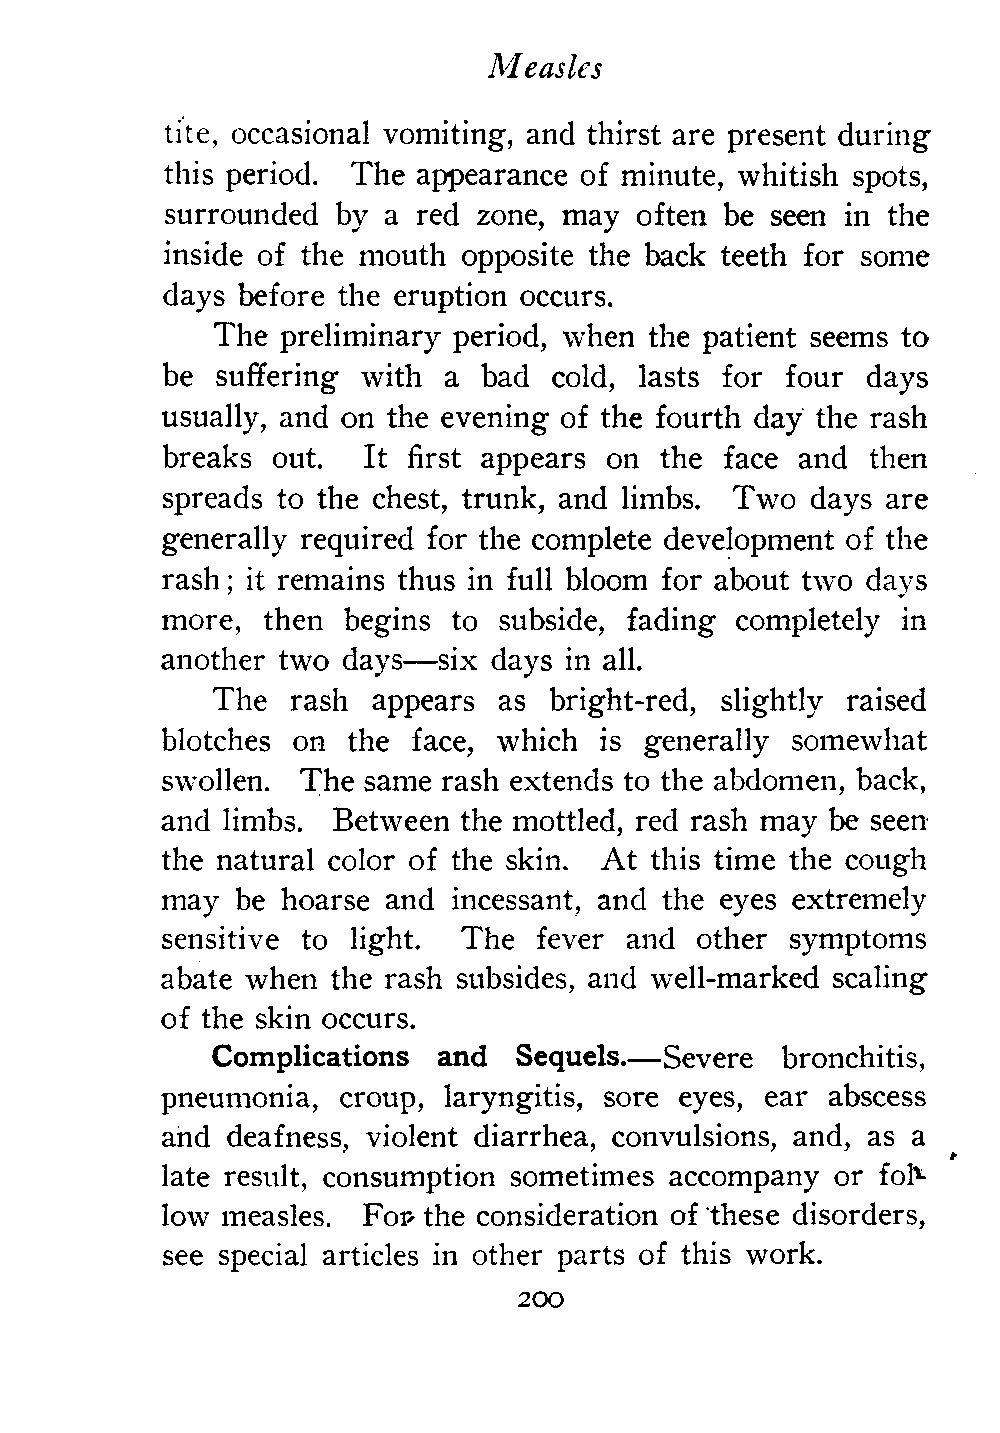 Measles
tite, occasional vomiting, and thirst are present during
this period. The appearance of minute, whitish spots,
surrounded by a red zone, may often be seen in the
inside of the mouth opposite the back teeth for some
days before the eruption occurs.
The preliminary period, when the patient seems to
be suffering with a bad cold, lasts for four days
usually, and on the evening of the fourth day the rash
breaks out. It first appears on the face and then
spreads to the chest, trunk, and limbs. Two days are
generally required for the complete development of the
rash; it remains thus in full bloom for about two days
more, then begins to subside, fading completely in
another two days—six days in all.
The rash appears as bright-red, slightly raised
blotches on the face, which is generally somewhat
swollen. The same rash extends to the abdomen, back,
and limbs. Between the mottled, red rash may be seen
the natural color of the skin. At this time the cough
may be hoarse and incessant, and the eyes extremely
sensitive to light. The fever and other symptoms
abate when the rash subsides, and well-marked scaling
of the skin occurs.
Complications and Sequels.—Severe bronchitis,
pneumonia, croup, laryngitis, sore eyes, ear abscess
and deafness, violent diarrhea, convulsions, and, as a
late result, consumption sometimes accompany or fol-
low measles. For the consideration of these disorders,
see special articles in other parts of this work.
200